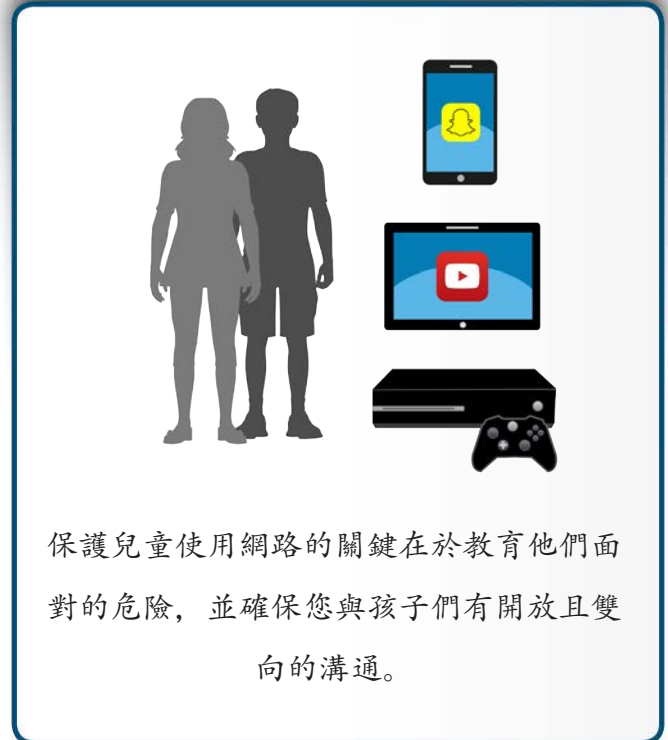 保護兒童使用網路的關鍵在於教育他們面
對的危險，並確保您與孩子們有開放且雙
向的溝通。